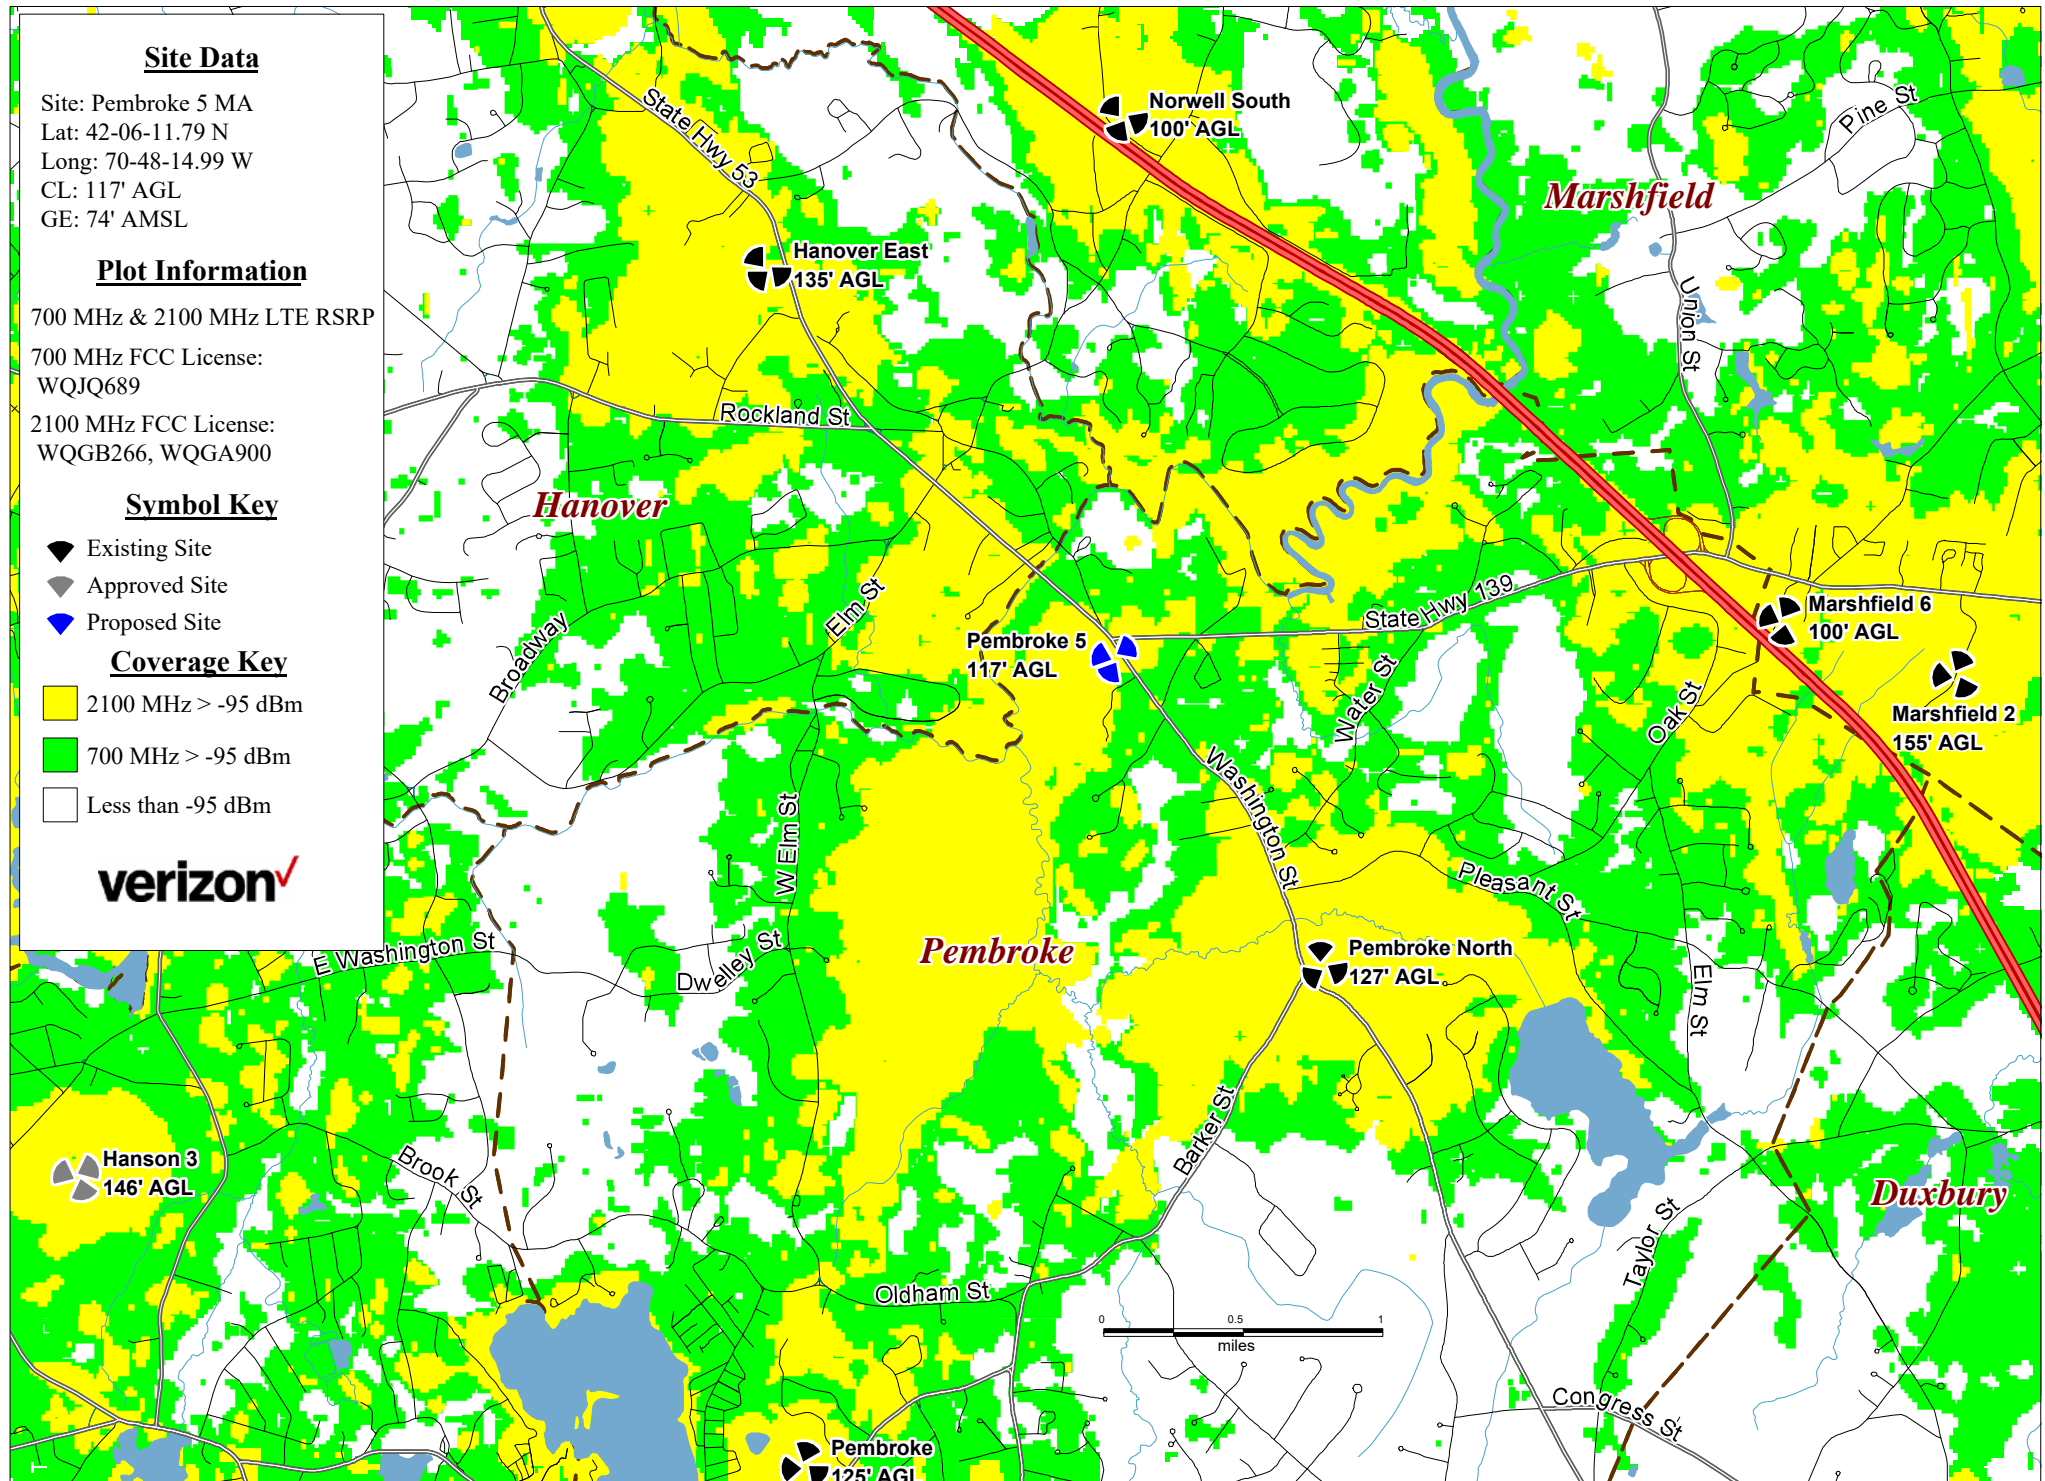 Site Data
Site: Pembroke 5 MA
Lat: 42-06-11.79 N
Long: 70-48-14.99 W
CL: 117' AGL
GE: 74' AMSL
Plot Information
700 MHz & 2100 MHz LTE RSRP
700 MHz FCC License:
WQJQ689
2100 MHz FCC License:
WQGB266, WQGA900
Symbol Key
Existing Site
Approved Site
Proposed Site
Coverage Key
2100 MHz > -95 dBm
700 MHz > -95 dBm
Less than -95 dBm
verizon
State Hwy 53
Norwell South
100' AGL
Pine St
Marshfield
Hanover East
135' AGL
Union St
Rockland St
Hanover
Elm St
Broadway
State Hwy 139
Pembroke 5
117' AGL
Marshfield 6
100' AGL
Water St
Oak St
Marshfield 2
155' AGL
Washington St
W Elm St
Pleasant St
E Washington St
Dwelley St
Pembroke
Pembroke North
127' AGL
Elm St
Barker St
Hanson 3
146' AGL
Brook St
Duxbury
Taylor St
Oldham St
0 0.5 1
miles
Congress St
Pembroke
125' AGL